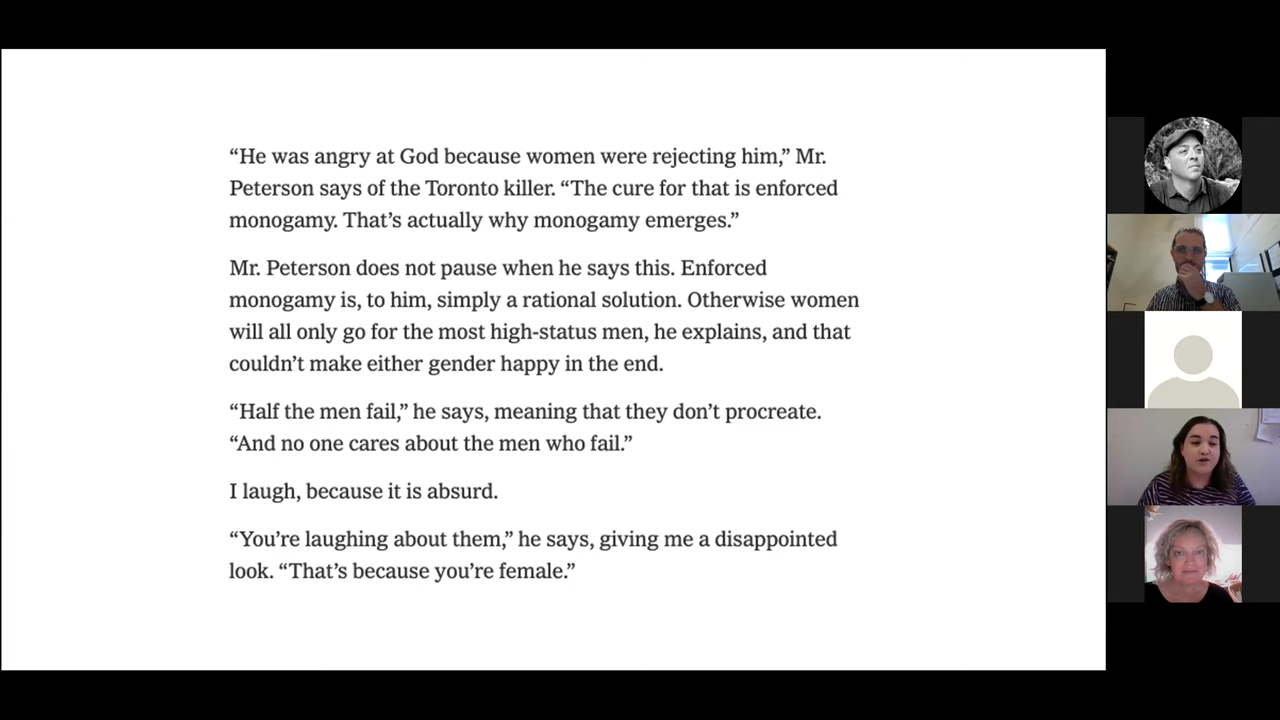 “He was angry at God because women were rejecting him,” Mr.
Peterson says of the Toronto killer. “The cure for that is enforced
monogamy. That’s actually why monogamy emerges.”
Mr. Peterson does not pause when he says this. Enforced
monogamy is, to him, simply a rational solution. Otherwise women
will all only go for the most high-status men, he explains, and that
couldn’t make either gender happy in the end.
“Half the men fail,” he says, meaning that they don’t procreate.
“And no one cares about the men who fail.”
I laugh, because it is absurd.
“You’re laughing about them,” he says, giving me a disappointed
look. “That’s because you’re female.”